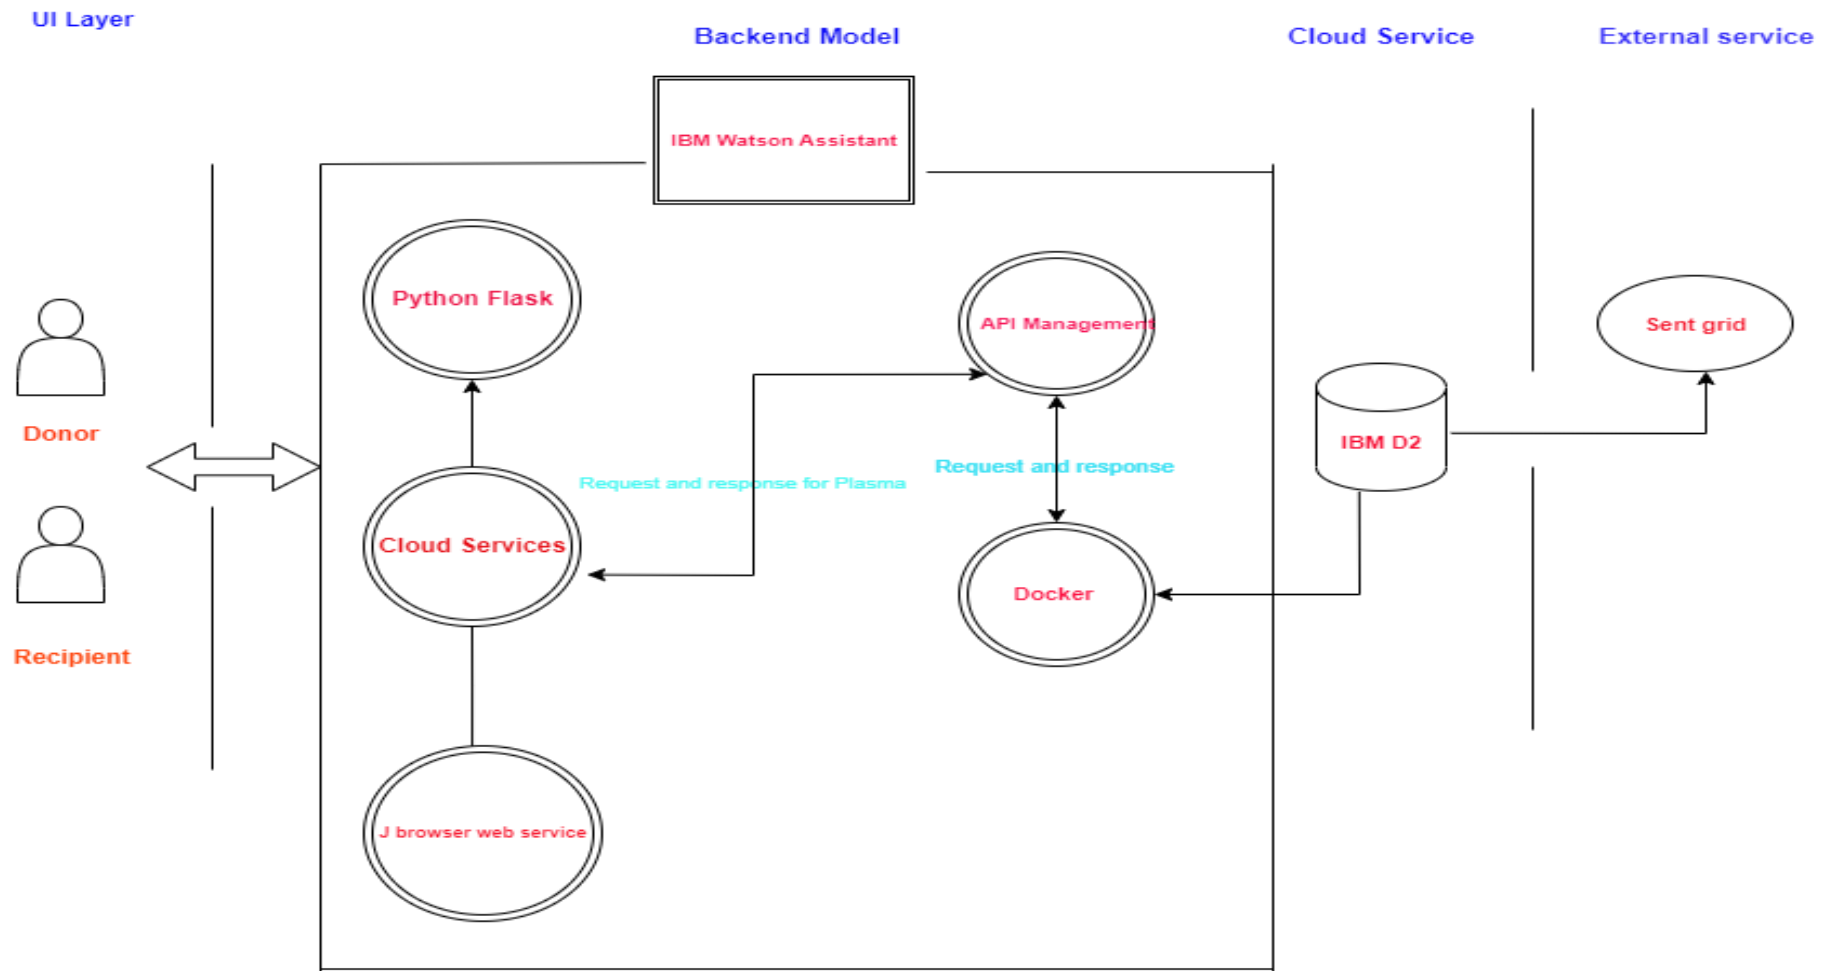 UI Layer
Backend Model
Cloud Service
External service
IBM Watson Assistant
Python Flask
API Management
Sent grid
Donor
IBM D2
Request and response
Request and response for Plasma
Cloud Services
Docker
Recipient
J browser web service